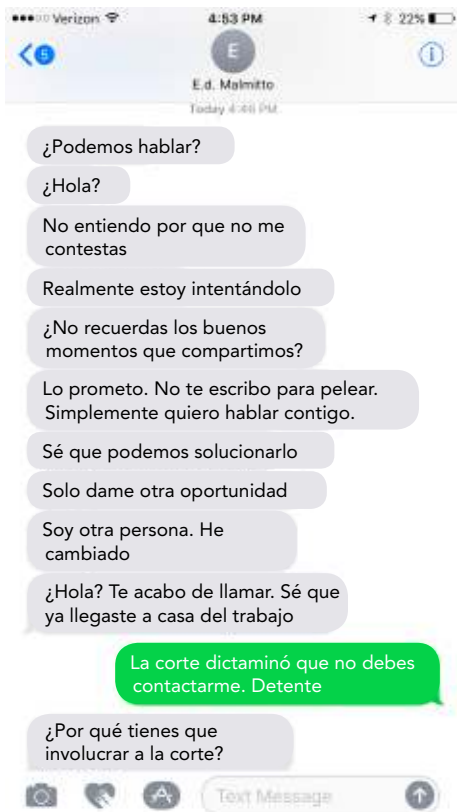 Verizon
4:53 PM
22%
5
E
E.d. Malmitto
Today 4:46 PM
¿Podemos hablar?
¿Hola?
No entiendo por que no me
contestas
Realmente estoy intentándolo
¿No recuerdas los buenos
momentos que compartimos?
Lo prometo. No te escribo para pelear.
Simplemente quiero hablar contigo.
Sé que podemos solucionarlo
Solo dame otra oportunidad
Soy otra persona. He
cambiado
¿Hola? Te acabo de llamar. Sé que
ya llegaste a casa del trabajo
La corte dictaminó que no debes
contactarme. Detente
¿Por qué tienes que
involucrar a la corte?
Text Message